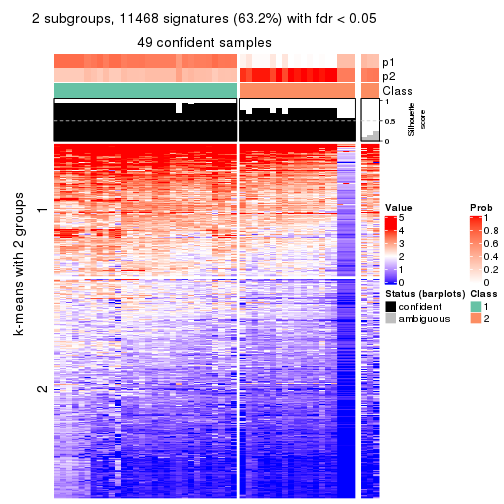 2 subgroups, 11468 signatures (63.2%) with fdr < 0.05
49 confident samples
p1
p2
Class
1
0.5
0
Silhouette
score
k-means with 2 groups
1
2
Value
5
4
3
2
1
0
Prob
1
0.8
0.6
0.4
0.2
0
Status (barplots)
confident
ambiguous
Class
1
2